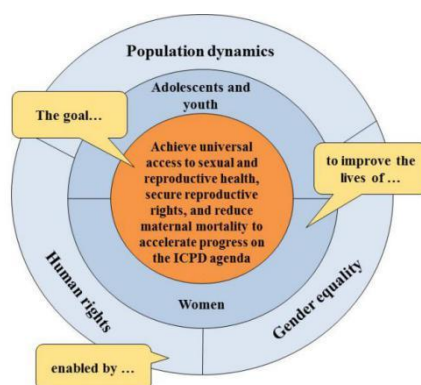 Population dynamics
Adolescents and
youth
The goal...
Achieve universal
access to sexual and
reproductive health,
secure reproductive
rights, and reduce
maternal mortality to
accelerate progress on
the ICPD agenda
to improve the
lives of ...
Women
Human rights
Gender equality
enabled by ...